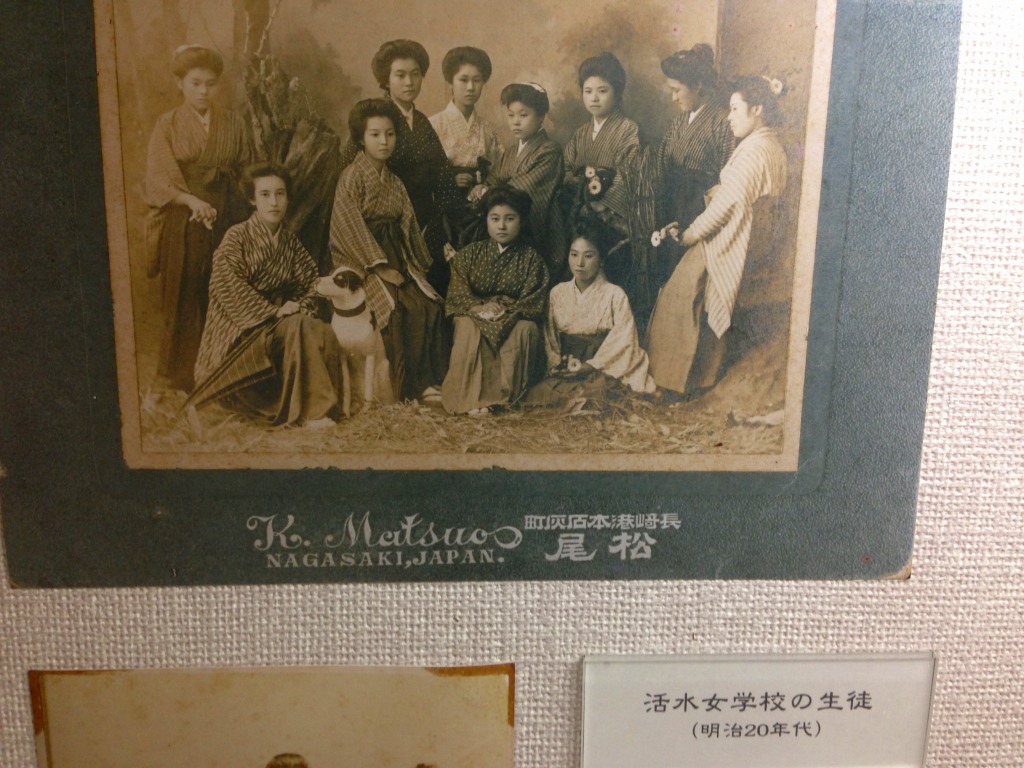 K. Matsuo
NAGASAKI, JAPAN.
長崎港本石灰町
松尾
活水女学校の生徒
(明治20年代)